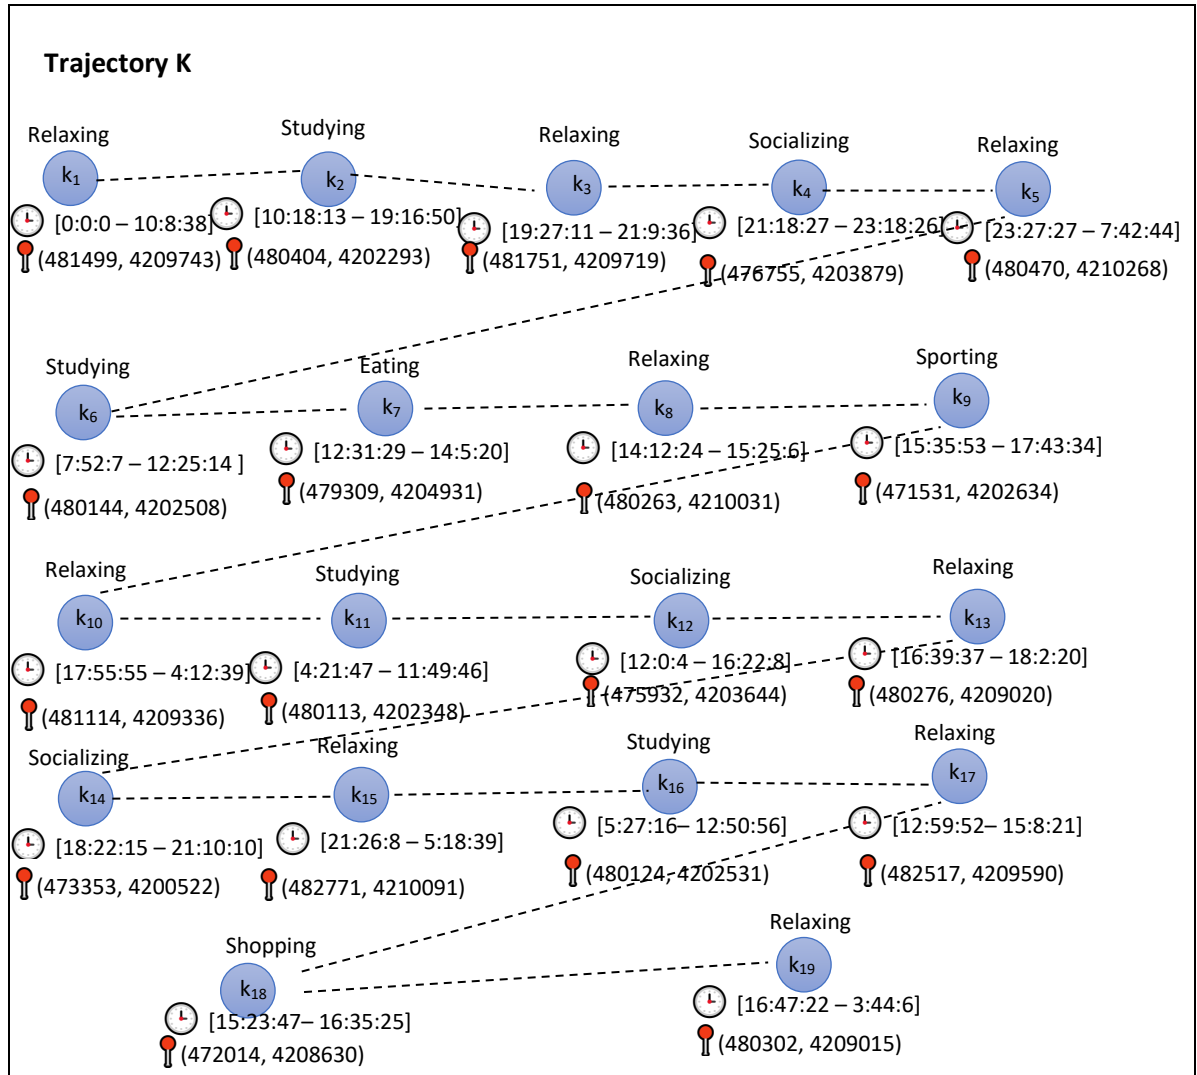 Trajectory K
Relaxing Studying Relaxing Socializing Relaxing
k1 k2 k3 k4 k5
[0:0:0 – 10:8:38] [10:18:13 – 19:16:50] [19:27:11 – 21:9:36] [21:18:27 – 23:18:26] [23:27:27 – 7:42:44]
(481499, 4209743) (480404, 4202293) (481751, 4209719) (476755, 4203879) (480470, 4210268)
Studying Eating Relaxing Sporting
k6 k7 k8 k9
[7:52:7 – 12:25:14 ] [12:31:29 – 14:5:20] [14:12:24 – 15:25:6] [15:35:53 – 17:43:34]
(480144, 4202508) (479309, 4204931) (480263, 4210031) (471531, 4202634)
Relaxing Studying Socializing Relaxing
k10 k11 k12 k13
[17:55:55 – 4:12:39] [4:21:47 – 11:49:46] [12:0:4 – 16:22:8] [16:39:37 – 18:2:20]
(481114, 4209336) (480113, 4202348) (475932, 4203644) (480276, 4209020)
Socializing Relaxing Studying Relaxing
k14 k15 k16 k17
[18:22:15 – 21:10:10] [21:26:8 – 5:18:39] [5:27:16– 12:50:56] [12:59:52– 15:8:21]
(473353, 4200522) (482771, 4210091) (480124, 4202531) (482517, 4209590)
Shopping Relaxing
k18 k19
[15:23:47– 16:35:25] [16:47:22 – 3:44:6]
(472014, 4208630) (480302, 4209015)